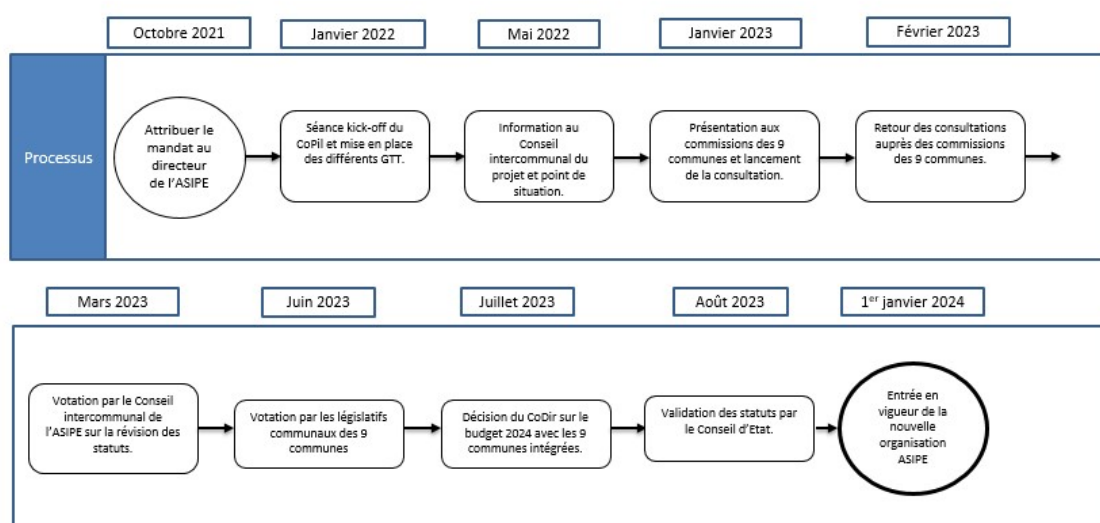 Octobre 2021
Janvier 2022
Mai 2022
Janvier 2023
Février 2023
Processus
Attribuer le
mandat au
directeur
de l'ASIPE
Séance kick-off du
CoPil et mise en place
des différents GTT.
Information au
Conseil
intercommunal du
projet et point de
situation.
Présentation aux
commissions des 9
communes et lancement
de la consultation.
Retour des consultations
auprès des commissions
des 9 communes.
Mars 2023
Juin 2023
Juillet 2023
Août 2023
1er janvier 2024
Votation par le Conseil
intercommunal de
l'ASIPE sur la révision des
statuts.
Votation par les législatifs
communaux des 9
communes
Décision du CoDir sur le
budget 2024 avec les 9
communes intégrées.
Validation des statuts par
le Conseil d'Etat.
Entrée en
vigueur de la
nouvelle
organisation
ASIPE